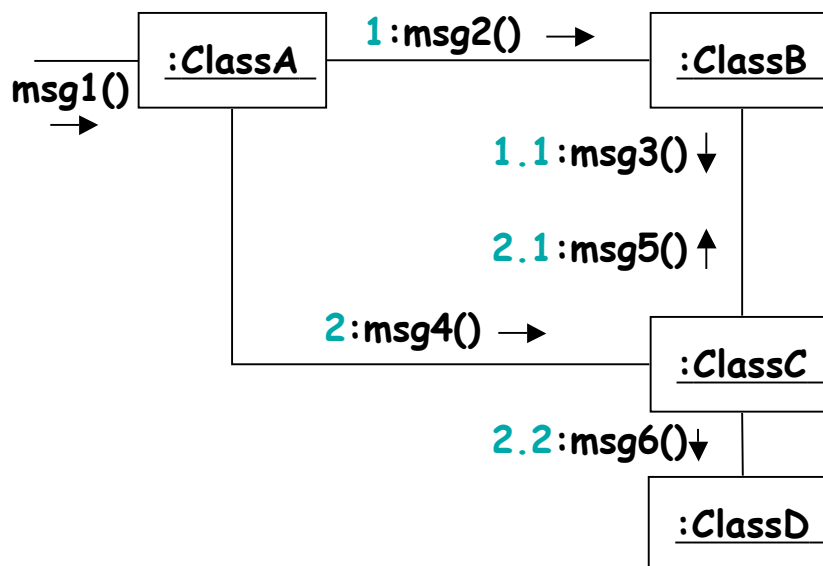 :ClassA
1:msg2()
:ClassB
msg1()
1.1:msg3()
2.1:msg5()
2:msg4()
:ClassC
2.2:msg6()
:ClassD